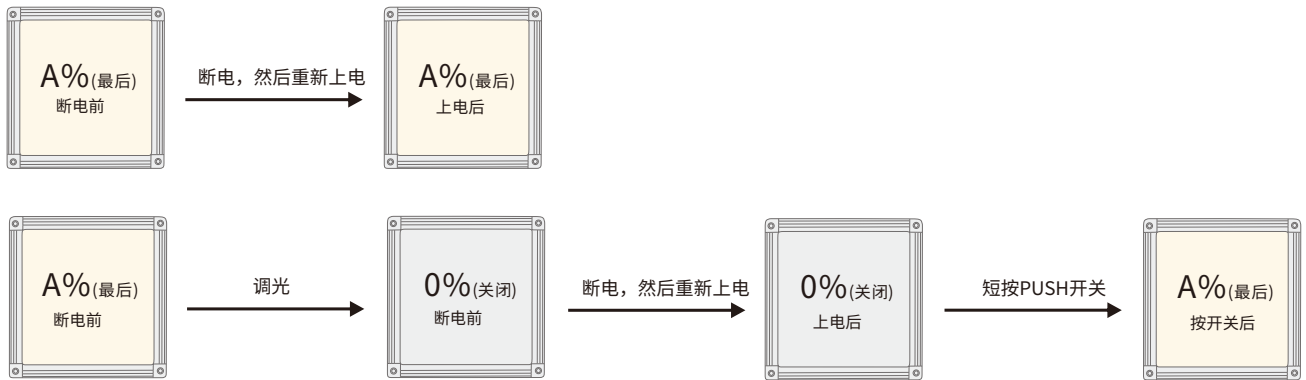 A%(最后)
断电前
断电，然后重新上电
A%(最后)
上电后
A%(最后)
断电前
调光
0%(关闭)
断电前
断电，然后重新上电
0%(关闭)
上电后
短按PUSH开关
A%(最后)
按开关后